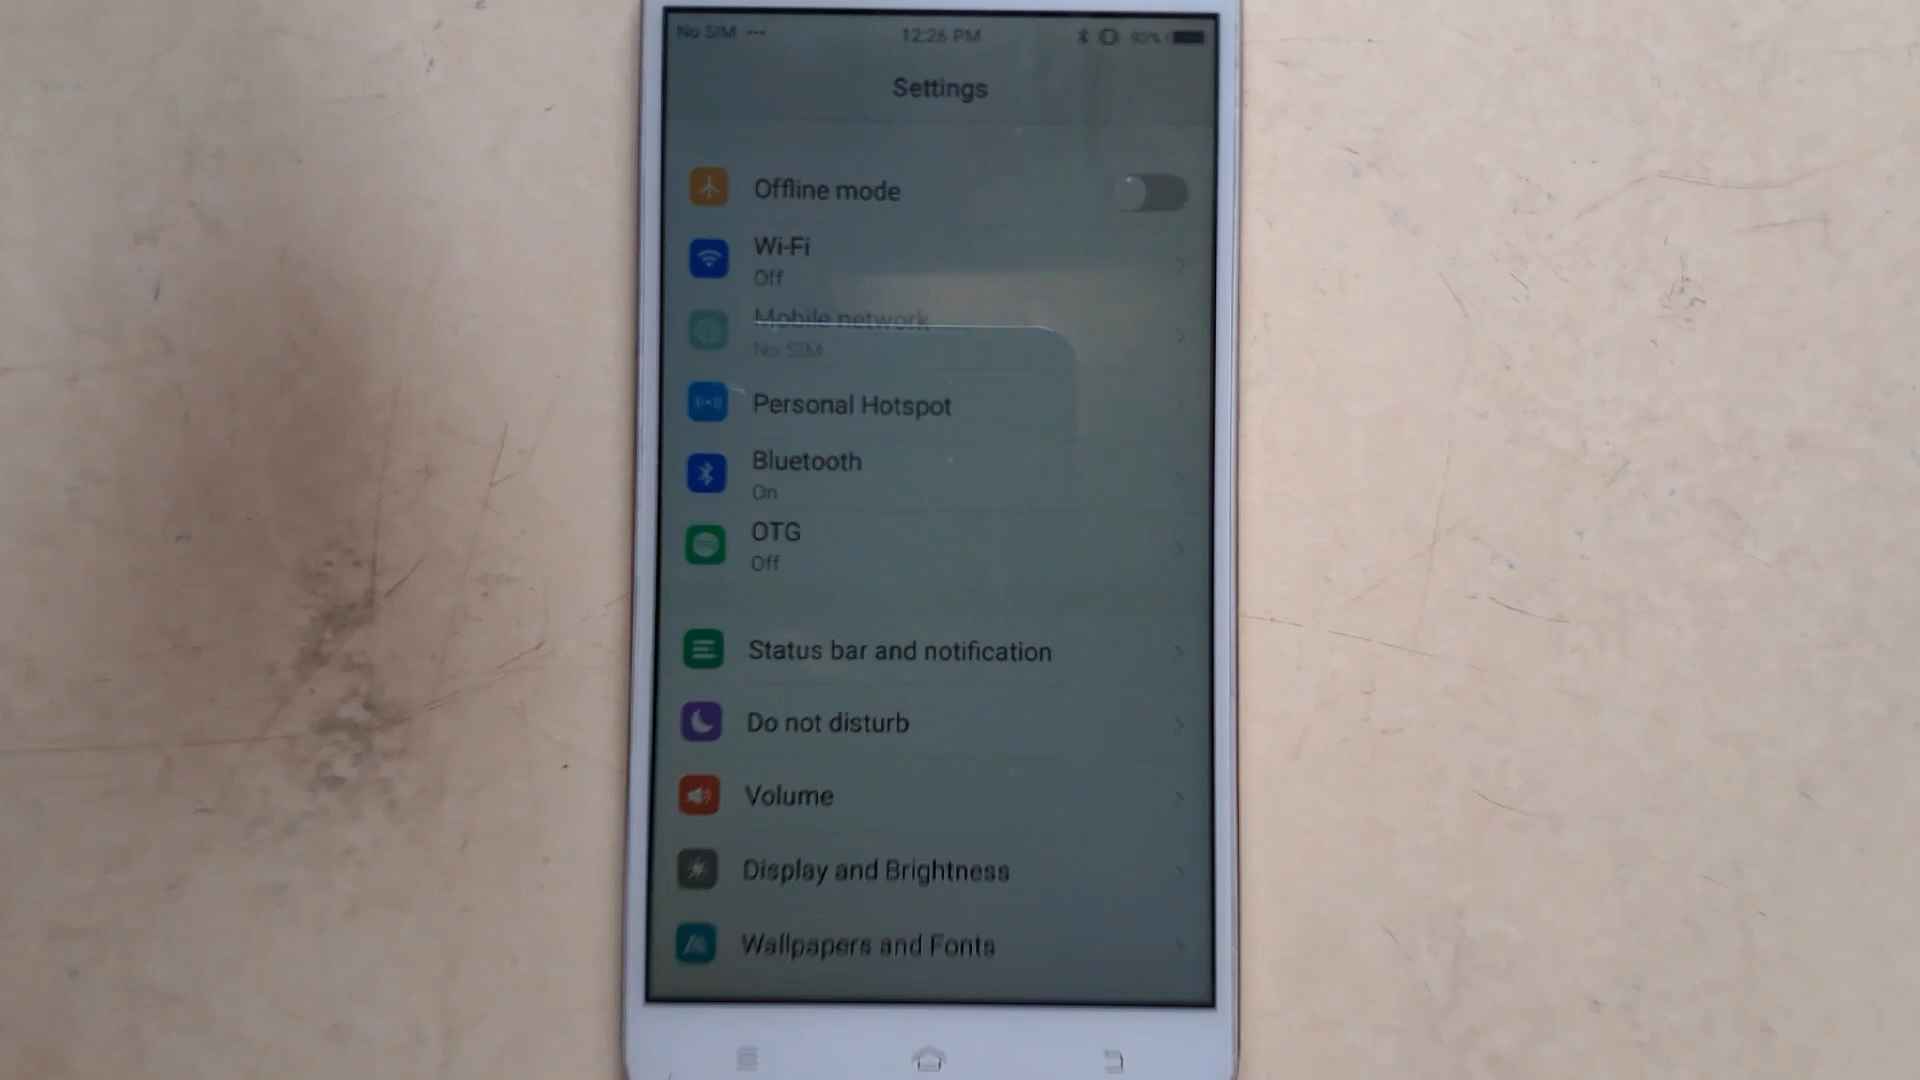 No SIM ··· 12:26 PM 93%
Settings
Offline mode
Wi-Fi
Off
Mobile network
No SIM
Personal Hotspot
Bluetooth
On
OTG
Off
Status bar and notification
Do not disturb
Volume
Display and Brightness
Wallpapers and Fonts